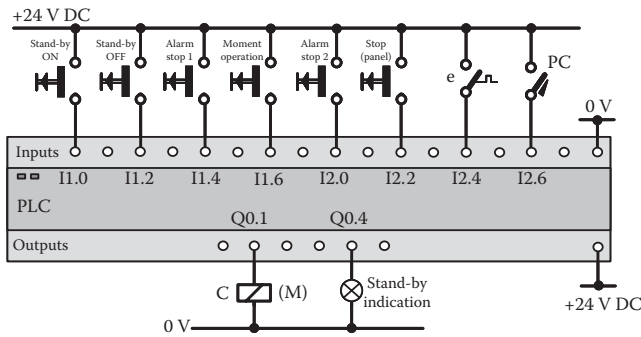 +24 V DC
Stand-by
ON
Stand-by
OFF
Alarm
stop 1
Moment
operation
Alarm
stop 2
Stop
(panel)
e
PC
0 V
Inputs
I1.0 I1.2 I1.4 I1.6 I2.0 I2.2 I2.4 I2.6
PLC
Q0.1 Q0.4
Outputs
C (M)
Stand-by
indication
+24 V DC
0 V